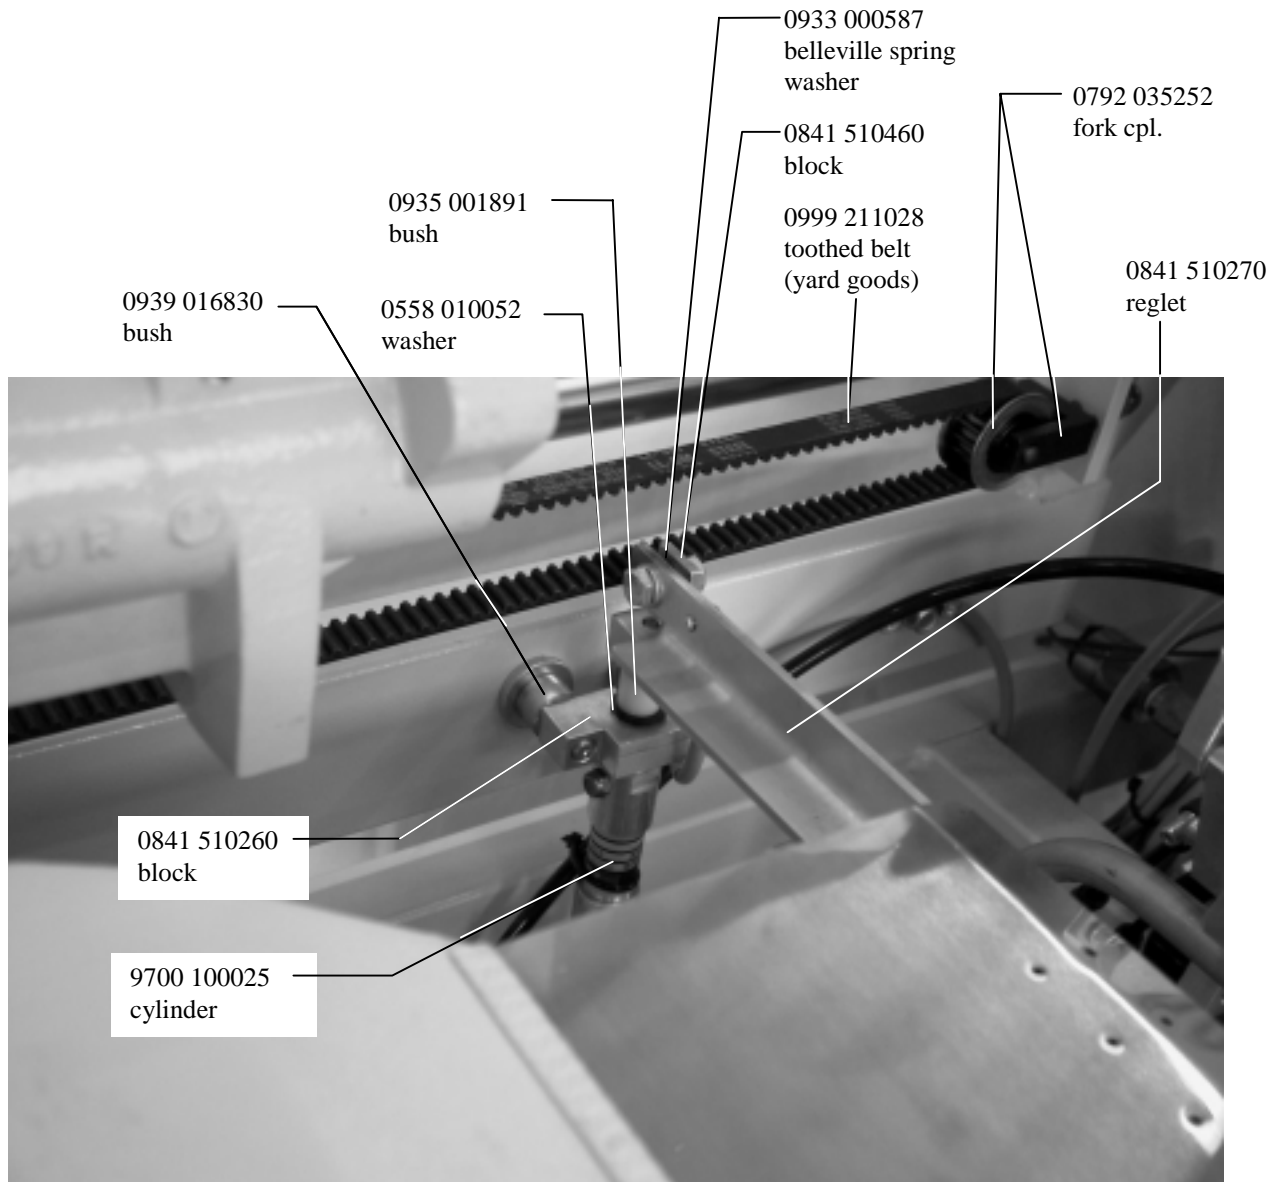 0933 000587
belleville spring
washer
0792 035252
fork cpl.
0841 510460
block
0935 001891
bush
0999 211028
toothed belt
(yard goods)
0841 510270
reglet
0939 016830
bush
0558 010052
washer
0841 510260
block
9700 100025
cylinder